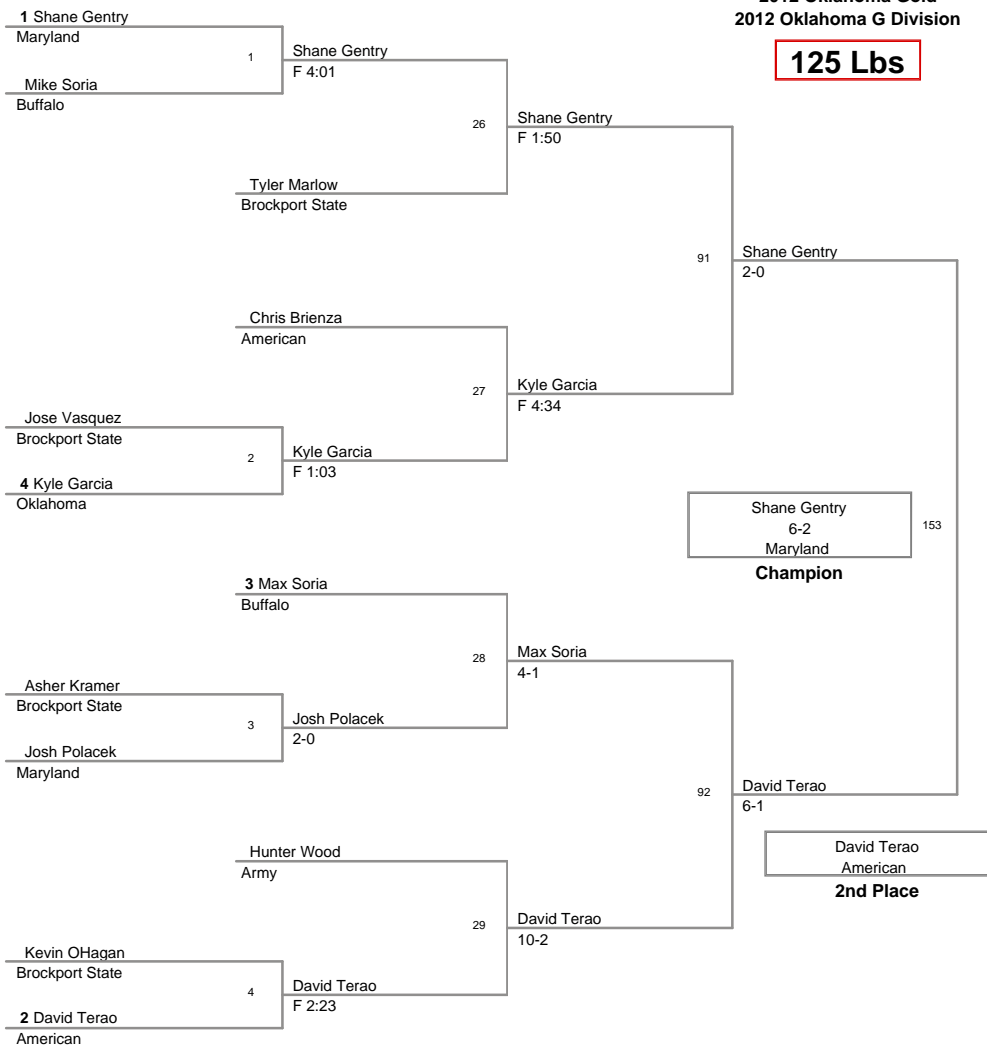 2012 Oklahoma Gold
2012 Oklahoma G Division
125 Lbs
1 Shane Gentry
Maryland
1
Mike Soria
Buffalo
Shane Gentry
F 4:01
26
Tyler Marlow
Brockport State
Shane Gentry
F 1:50
91
Shane Gentry
2-0
Chris Brienza
American
27
Kyle Garcia
F 4:34
Jose Vasquez
Brockport State
2
Kyle Garcia
F 1:03
4 Kyle Garcia
Oklahoma
Shane Gentry
6-2
Maryland
153
Champion
3 Max Soria
Buffalo
28
Max Soria
4-1
Asher Kramer
Brockport State
3
Josh Polacek
2-0
Josh Polacek
Maryland
92
David Terao
6-1
Hunter Wood
Army
David Terao
American
2nd Place
29
David Terao
10-2
Kevin OHagan
Brockport State
4
David Terao
F 2:23
2 David Terao
American